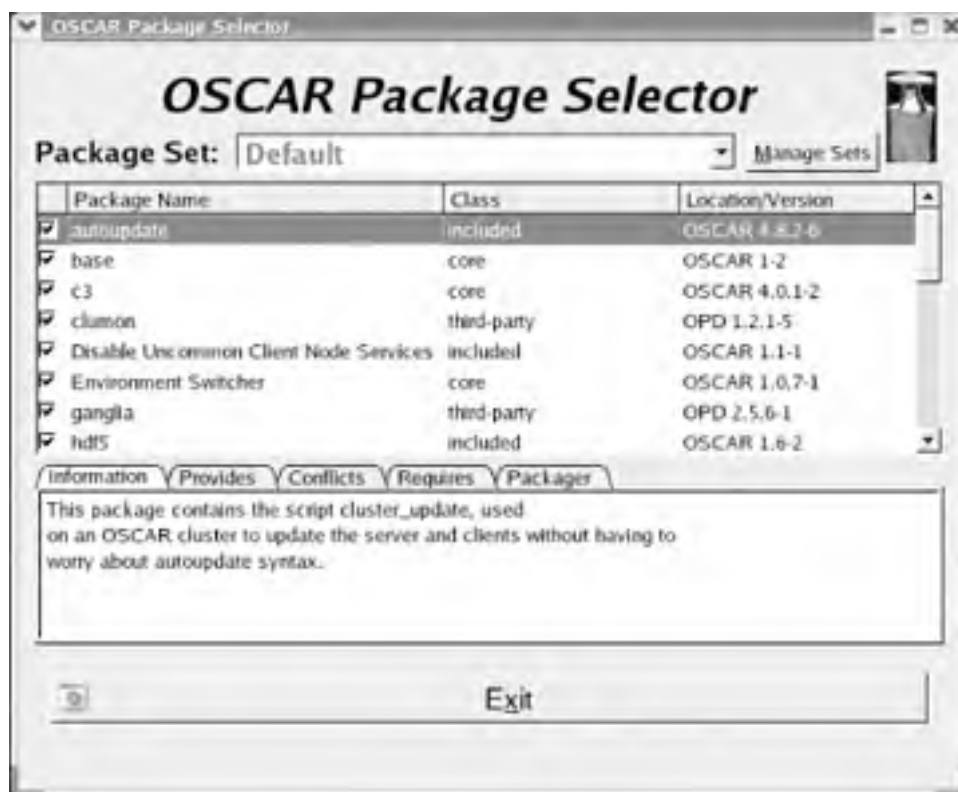 OSCAR Package Selector
OSCAR Package Selector
Package Set: Default Manage Sets
Package Name Class Location/Version
autoupdate included OSCAR 4.8.2-6
base core OSCAR 1-2
c3 core OSCAR 4.0.1-2
clumon third-party OPD 1.2.1-5
Disable Uncommon Client Node Services included OSCAR 1.1-1
Environment Switcher core OSCAR 1.0.7-1
ganglia third-party OPD 2.5.6-1
hdf5 included OSCAR 1.6-2
Information Provides Conflicts Requires Packager
This package contains the script cluster_update, used
on an OSCAR cluster to update the server and clients without having to
worry about autoupdate syntax.
Exit